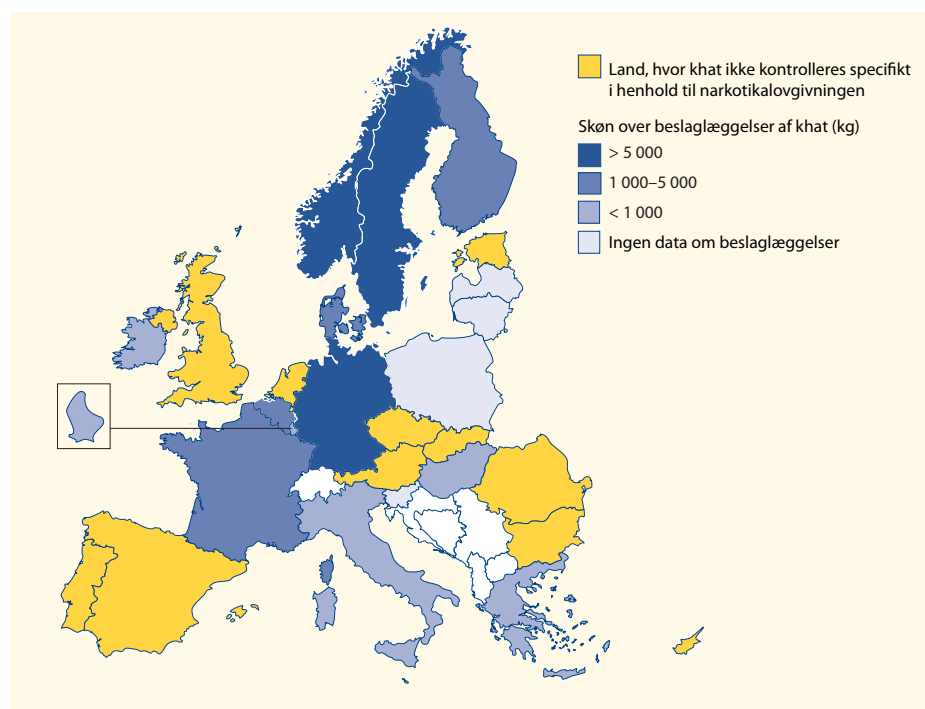 Land, hvor khat ikke kontrolleres specifikt
i henhold til narkotikalovgivningen
Skøn over beslaglæggelser af khat (kg)
> 5 000
1 000–5 000
< 1 000
Ingen data om beslaglæggelser